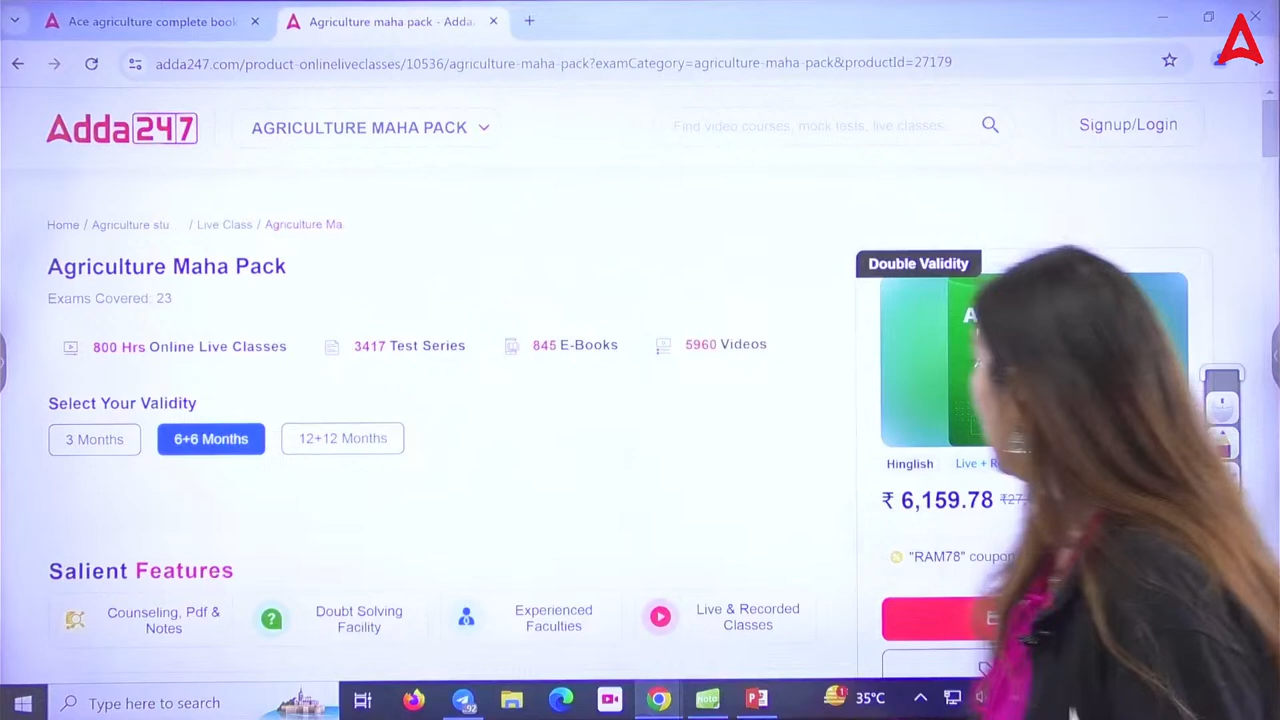 Ace agriculture complete book
Agriculture maha pack - Adda
adda247.com/product-onlineliveclasses/10536/agriculture-maha-pack?examCategory=agriculture-maha-pack&productId=27179
Adda247
AGRICULTURE MAHA PACK
Find video courses, mock tests, live classes..
Signup/Login
Home / Agriculture stu / Live Class / Agriculture Ma
Agriculture Maha Pack
Exams Covered: 23
800 Hrs Online Live Classes
3417 Test Series
845 E-Books
5960 Videos
Select Your Validity
3 Months
6+6 Months
12+12 Months
Salient Features
Counseling, Pdf &
Notes
Doubt Solving
Facility
Experienced
Faculties
Live & Recorded
Classes
Double Validity
A
Hinglish
Live + R
₹ 6,159.78 ₹27,
"RAM78" coupon
Type here to search
92
Note
1
35°C